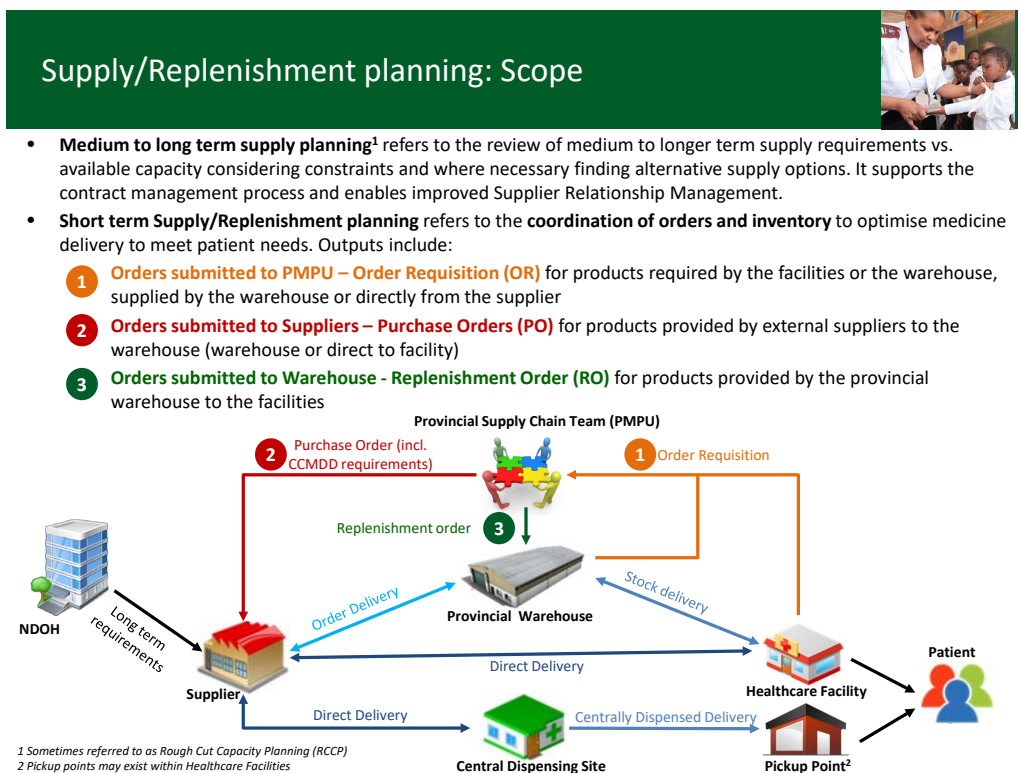 Supply/Replenishment planning: Scope
• Medium to long term supply planning1 refers to the review of medium to longer term supply requirements vs.
available capacity considering constraints and where necessary finding alternative supply options. It supports the
contract management process and enables improved Supplier Relationship Management.
• Short term Supply/Replenishment planning refers to the coordination of orders and inventory to optimise medicine
delivery to meet patient needs. Outputs include:
1 Orders submitted to PMPU – Order Requisition (OR) for products required by the facilities or the warehouse,
supplied by the warehouse or directly from the supplier
2 Orders submitted to Suppliers – Purchase Orders (PO) for products provided by external suppliers to the
warehouse (warehouse or direct to facility)
3 Orders submitted to Warehouse - Replenishment Order (RO) for products provided by the provincial
warehouse to the facilities
Provincial Supply Chain Team (PMPU)
2 Purchase Order (incl.
CCMDD requirements)
1 Order Requisition
Replenishment order 3
Order Delivery
Stock delivery
Provincial Warehouse
NDOH
Long term
requirements
Direct Delivery
Patient
Supplier
Healthcare Facility
Direct Delivery
Centrally Dispensed Delivery
1 Sometimes referred to as Rough Cut Capacity Planning (RCCP)
2 Pickup points may exist within Healthcare Facilities
Central Dispensing Site
Pickup Point2